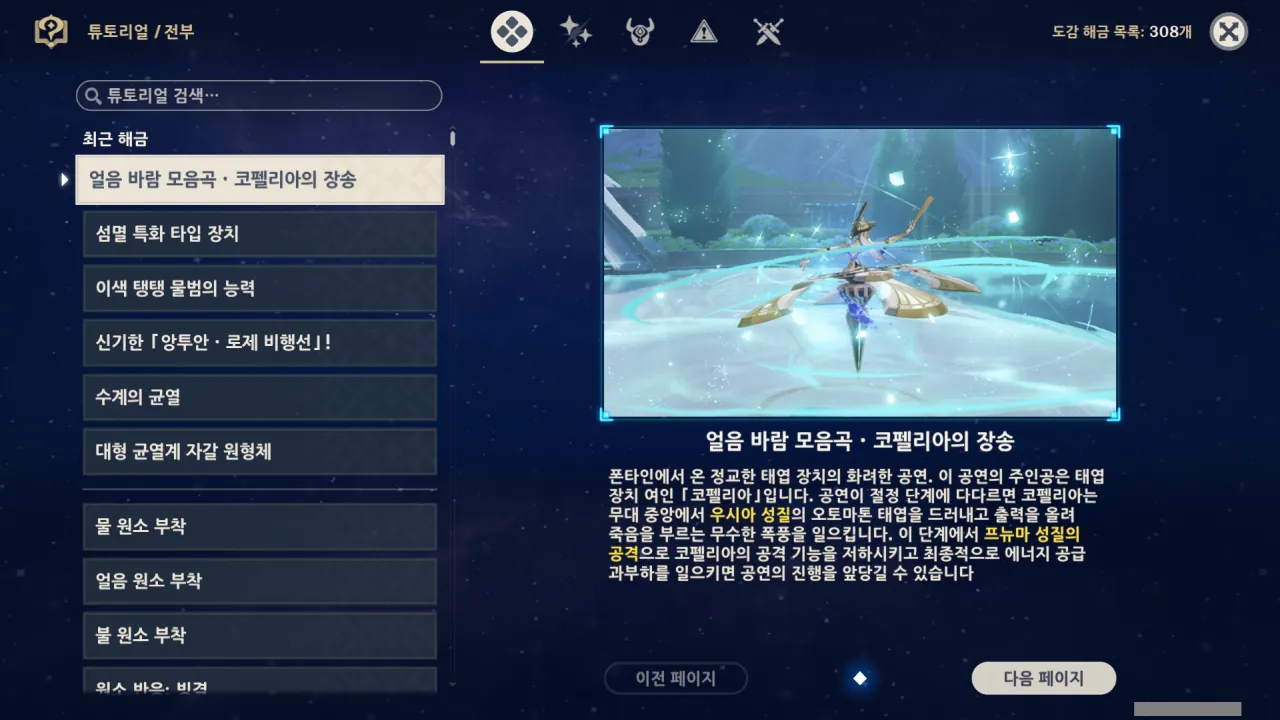 튜토리얼 / 전부
도감 해금 목록: 308개
튜토리얼 검색…
최근 해금
얼음 바람 모음곡 · 코펠리아의 장송
섬멸 특화 타입 장치
이색 탱탱 물범의 능력
신기한 「앙투안 · 로제 비행선」!
수계의 균열
대형 균열계 자갈 원형체
물 원소 부착
얼음 원소 부착
불 원소 부착
원소 반응: 빙결
얼음 바람 모음곡 · 코펠리아의 장송
폰타인에서 온 정교한 태엽 장치의 화려한 공연. 이 공연의 주인공은 태엽
장치 여인 「코펠리아」입니다. 공연이 절정 단계에 다다르면 코펠리아는
무대 중앙에서 우시아 성질의 오토마톤 태엽을 드러내고 출력을 올려
죽음을 부르는 무수한 폭풍을 일으킵니다. 이 단계에서 프뉴마 성질의
공격으로 코펠리아의 공격 기능을 저하시키고 최종적으로 에너지 공급
과부하를 일으키면 공연의 진행을 앞당길 수 있습니다
이전 페이지
다음 페이지